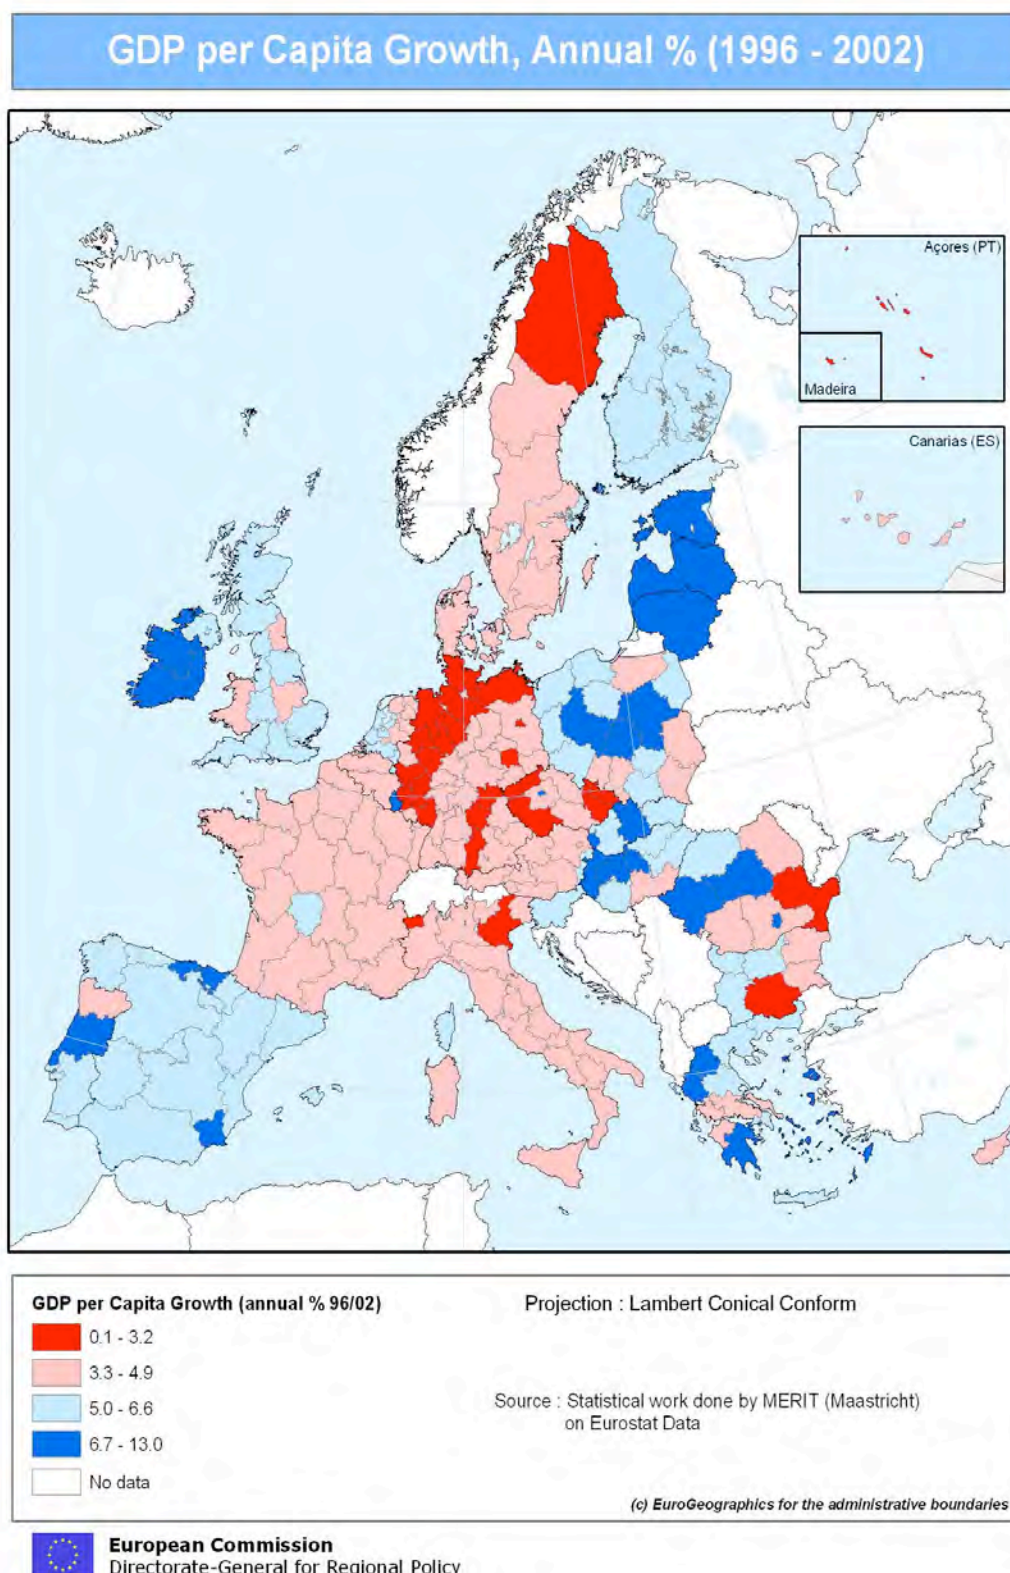 GDP per Capita Growth, Annual % (1996 - 2002)
Açores (PT)
Madeira
Canarias (ES)
GDP per Capita Growth (annual % 96/02)
0.1 - 3.2
3.3 - 4.9
5.0 - 6.6
6.7 - 13.0
No data
Projection : Lambert Conical Conform
Source : Statistical work done by MERIT (Maastricht)
on Eurostat Data
(c) EuroGeographics for the administrative boundaries
European Commission
Directorate-General for Regional Policy